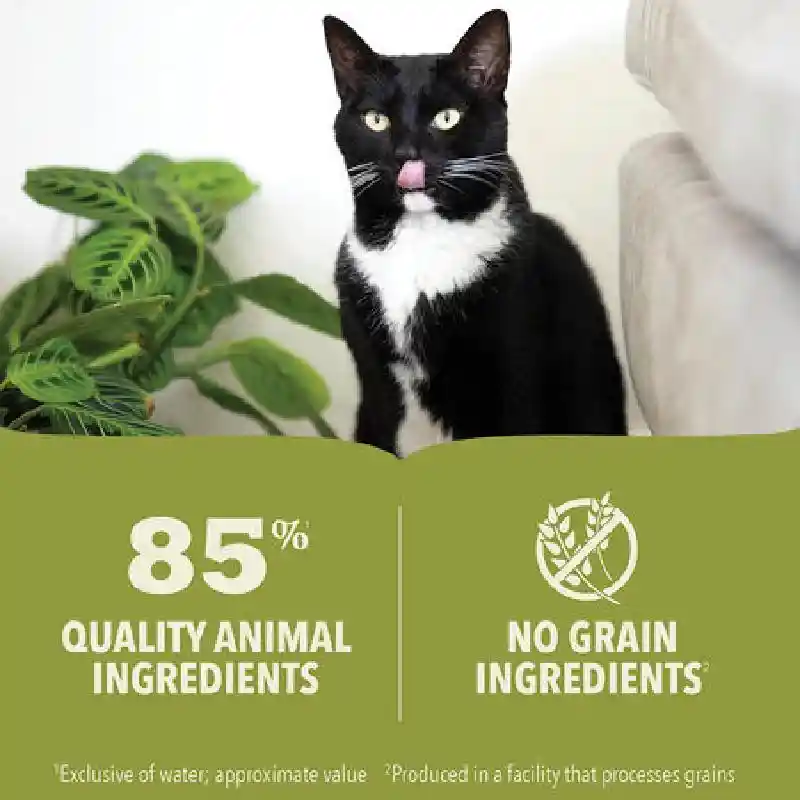 85%¹
QUALITY ANIMAL
INGREDIENTS
NO GRAIN
INGREDIENTS²
¹Exclusive of water; approximate value
²Produced in a facility that processes grains